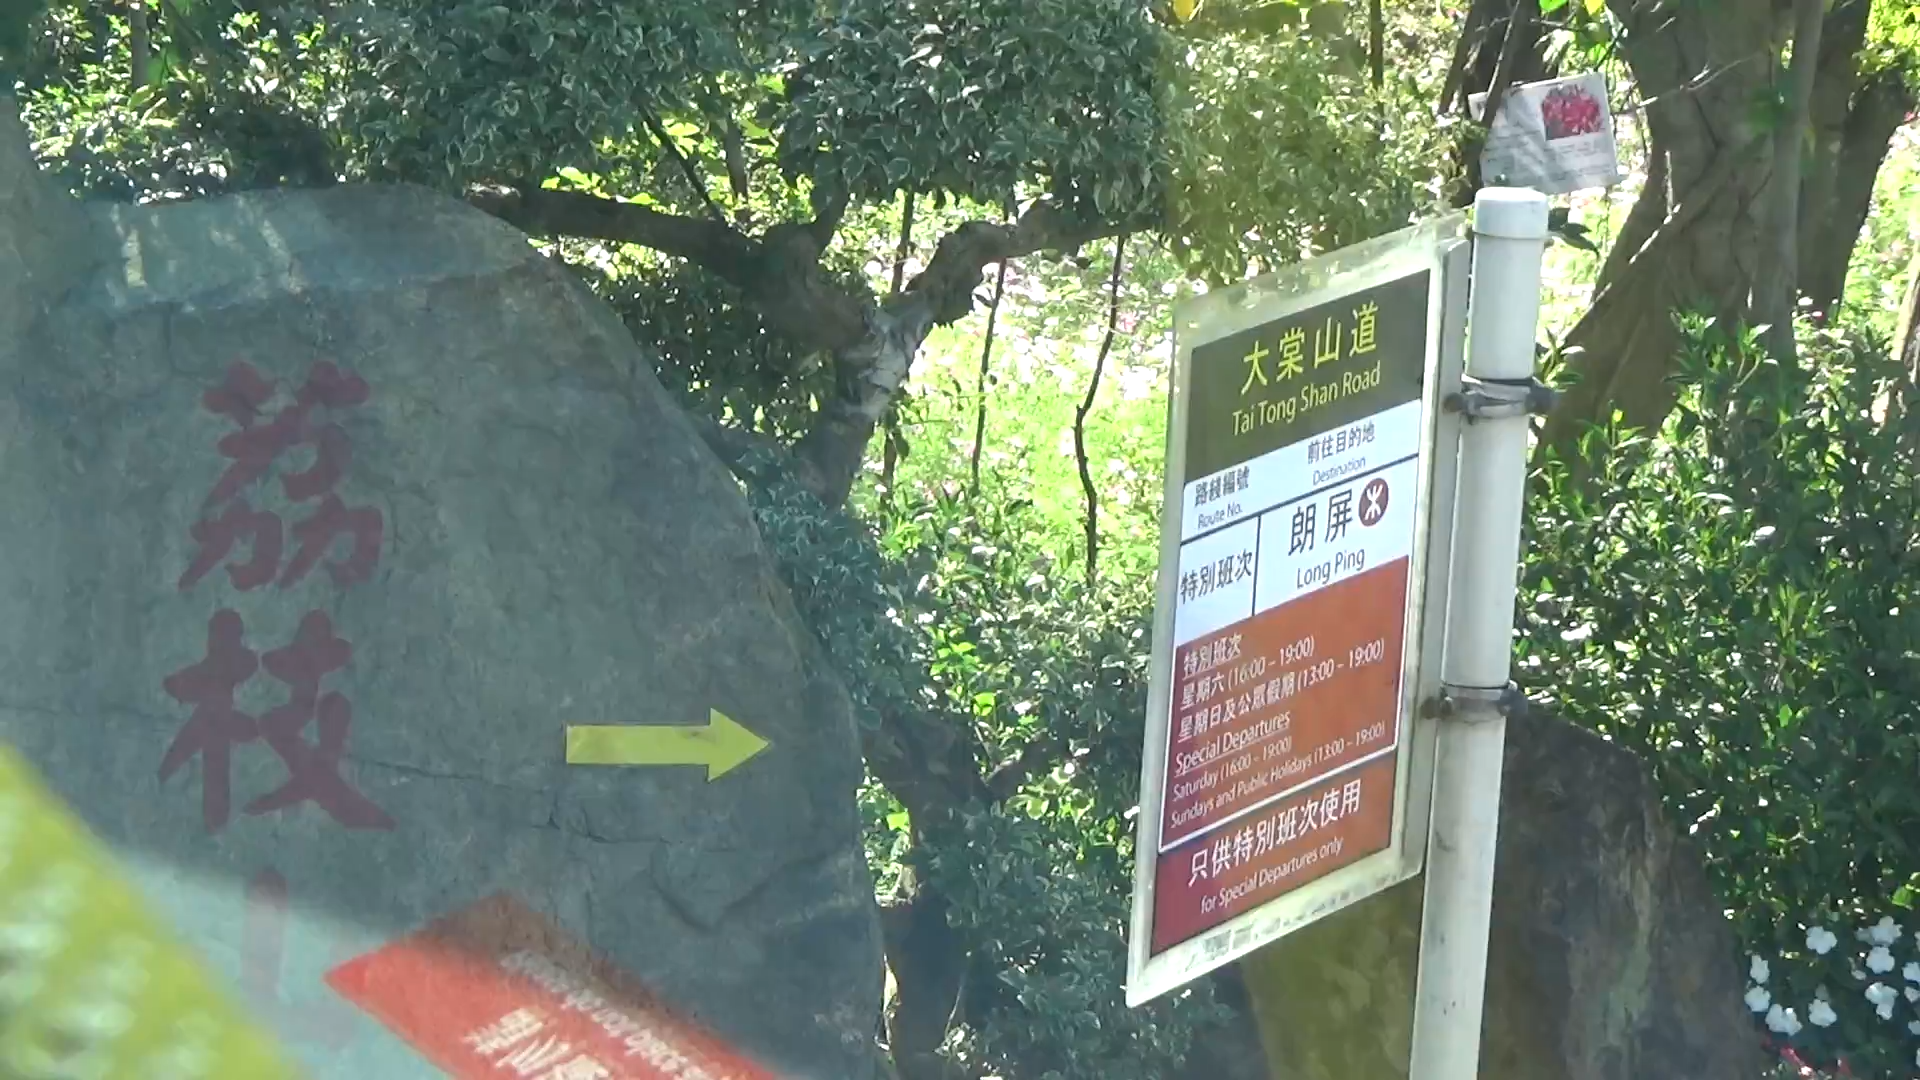 荔
枝
大棠山道
Tai Tong Shan Road
路綫編號
Route No.
前往目的地
Destination
特別班次
朗屏
Long Ping
特別班次
星期六 (16:00 – 19:00)
星期日及公眾假期 (13:00 – 19:00)
Special Departures
Saturday (16:00 – 19:00)
Sundays and Public Holidays (13:00 – 19:00)
只供特別班次使用
for Special Departures only